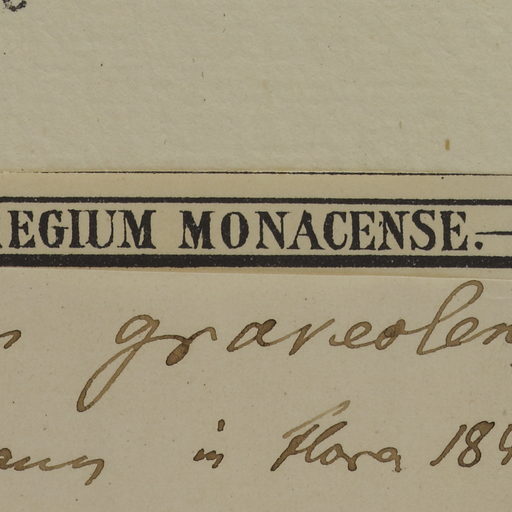 REGIUM MONACENSE.—
graveolen
in Flora 18